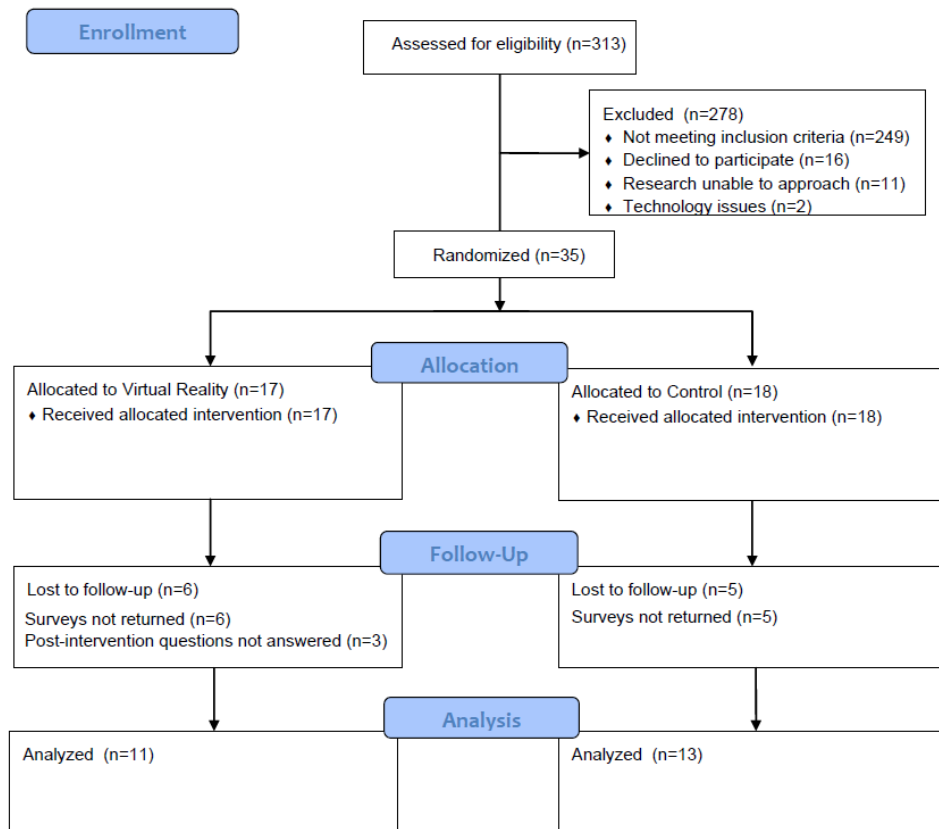 Enrollment
Assessed for eligibility (n=313)
Excluded (n=278)
♦ Not meeting inclusion criteria (n=249)
♦ Declined to participate (n=16)
♦ Research unable to approach (n=11)
♦ Technology issues (n=2)
Randomized (n=35)
Allocation
Allocated to Virtual Reality (n=17)
♦ Received allocated intervention (n=17)
Allocated to Control (n=18)
♦ Received allocated intervention (n=18)
Follow-Up
Lost to follow-up (n=6)
Surveys not returned (n=6)
Post-intervention questions not answered (n=3)
Lost to follow-up (n=5)
Surveys not returned (n=5)
Analysis
Analyzed (n=11)
Analyzed (n=13)